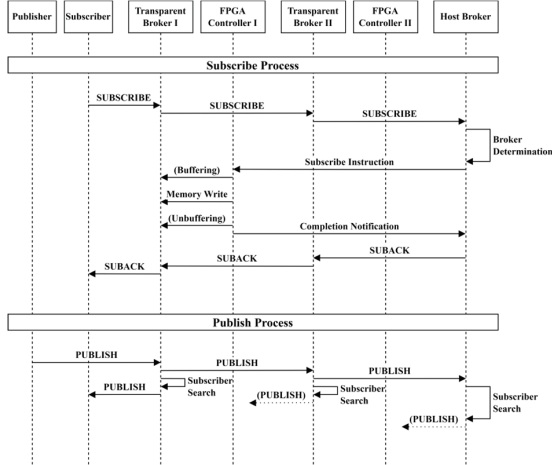 Publisher
Subscriber
Transparent
Broker I
FPGA
Controller I
Transparent
Broker II
FPGA
Controller II
Host Broker
Subscribe Process
SUBSCRIBE
SUBSCRIBE
SUBSCRIBE
Broker
Determination
Subscribe Instruction
(Buffering)
Memory Write
(Unbuffering)
Completion Notification
SUBACK
SUBACK
SUBACK
Publish Process
PUBLISH
PUBLISH
PUBLISH
Subscriber
Search
PUBLISH
Subscriber
Search
(PUBLISH)
Subscriber
Search
(PUBLISH)